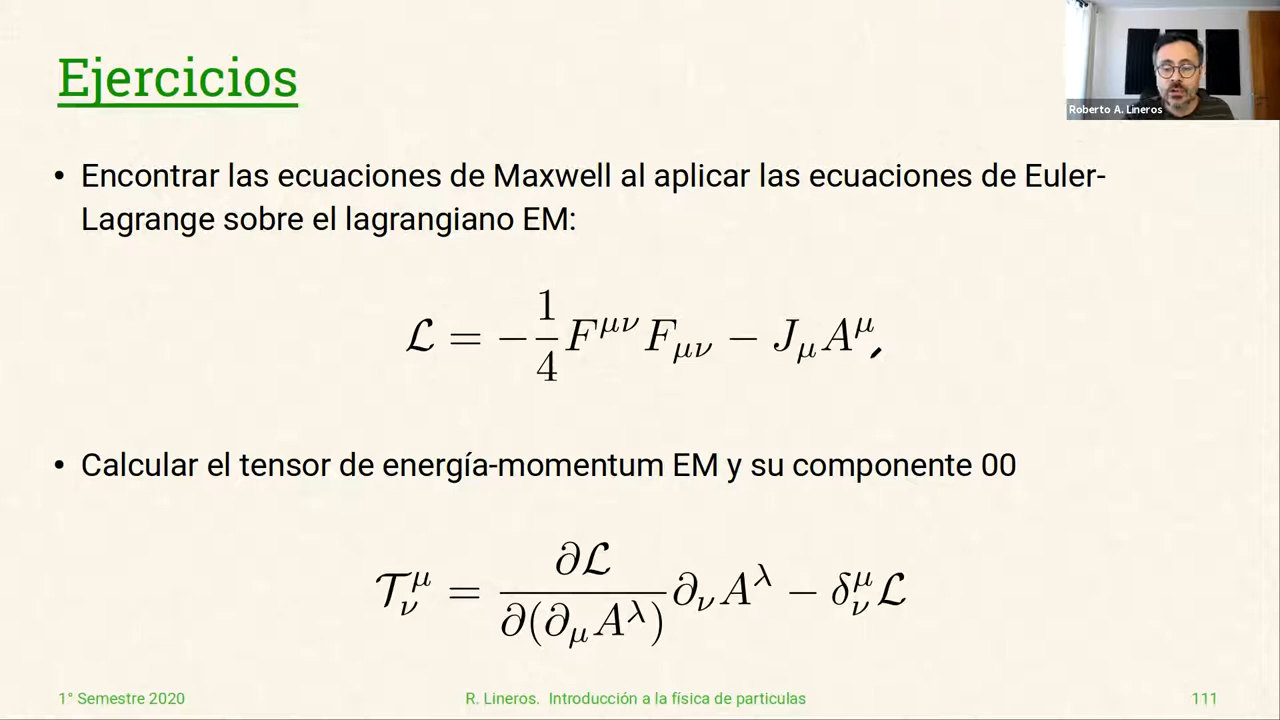 Ejercicios
Roberto A. Lineros
• Encontrar las ecuaciones de Maxwell al aplicar las ecuaciones de Euler-
Lagrange sobre el lagrangiano EM:
ℒ = −1/4 F^{μν} F_{μν} − J_μ A^μ,
• Calcular el tensor de energía-momentum EM y su componente 00
𝒯^μ_ν = ∂ℒ/∂(∂_μ A^λ) ∂_ν A^λ − δ^μ_ν ℒ
1° Semestre 2020
R. Lineros. Introducción a la física de particulas
111